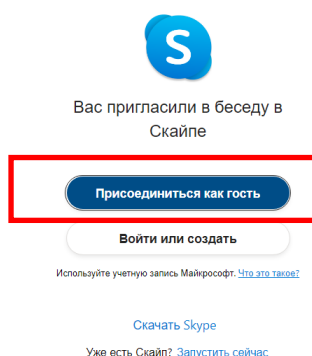 S
Вас пригласили в беседу в
Скайпе
Присоединиться как гость
Войти или создать
Используйте учетную запись Майкрософт. Что это такое?
Скачать Skype
Уже есть Скайп? Запустить сейчас